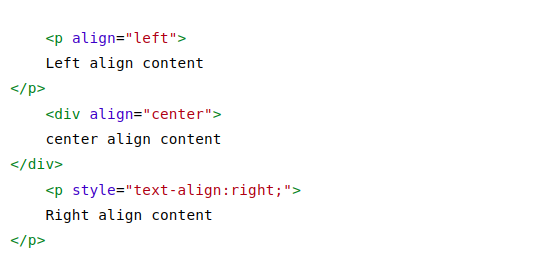 <p align="left">
Left align content
</p>
<div align="center">
center align content
</div>
<p style="text-align:right;">
Right align content
</p>